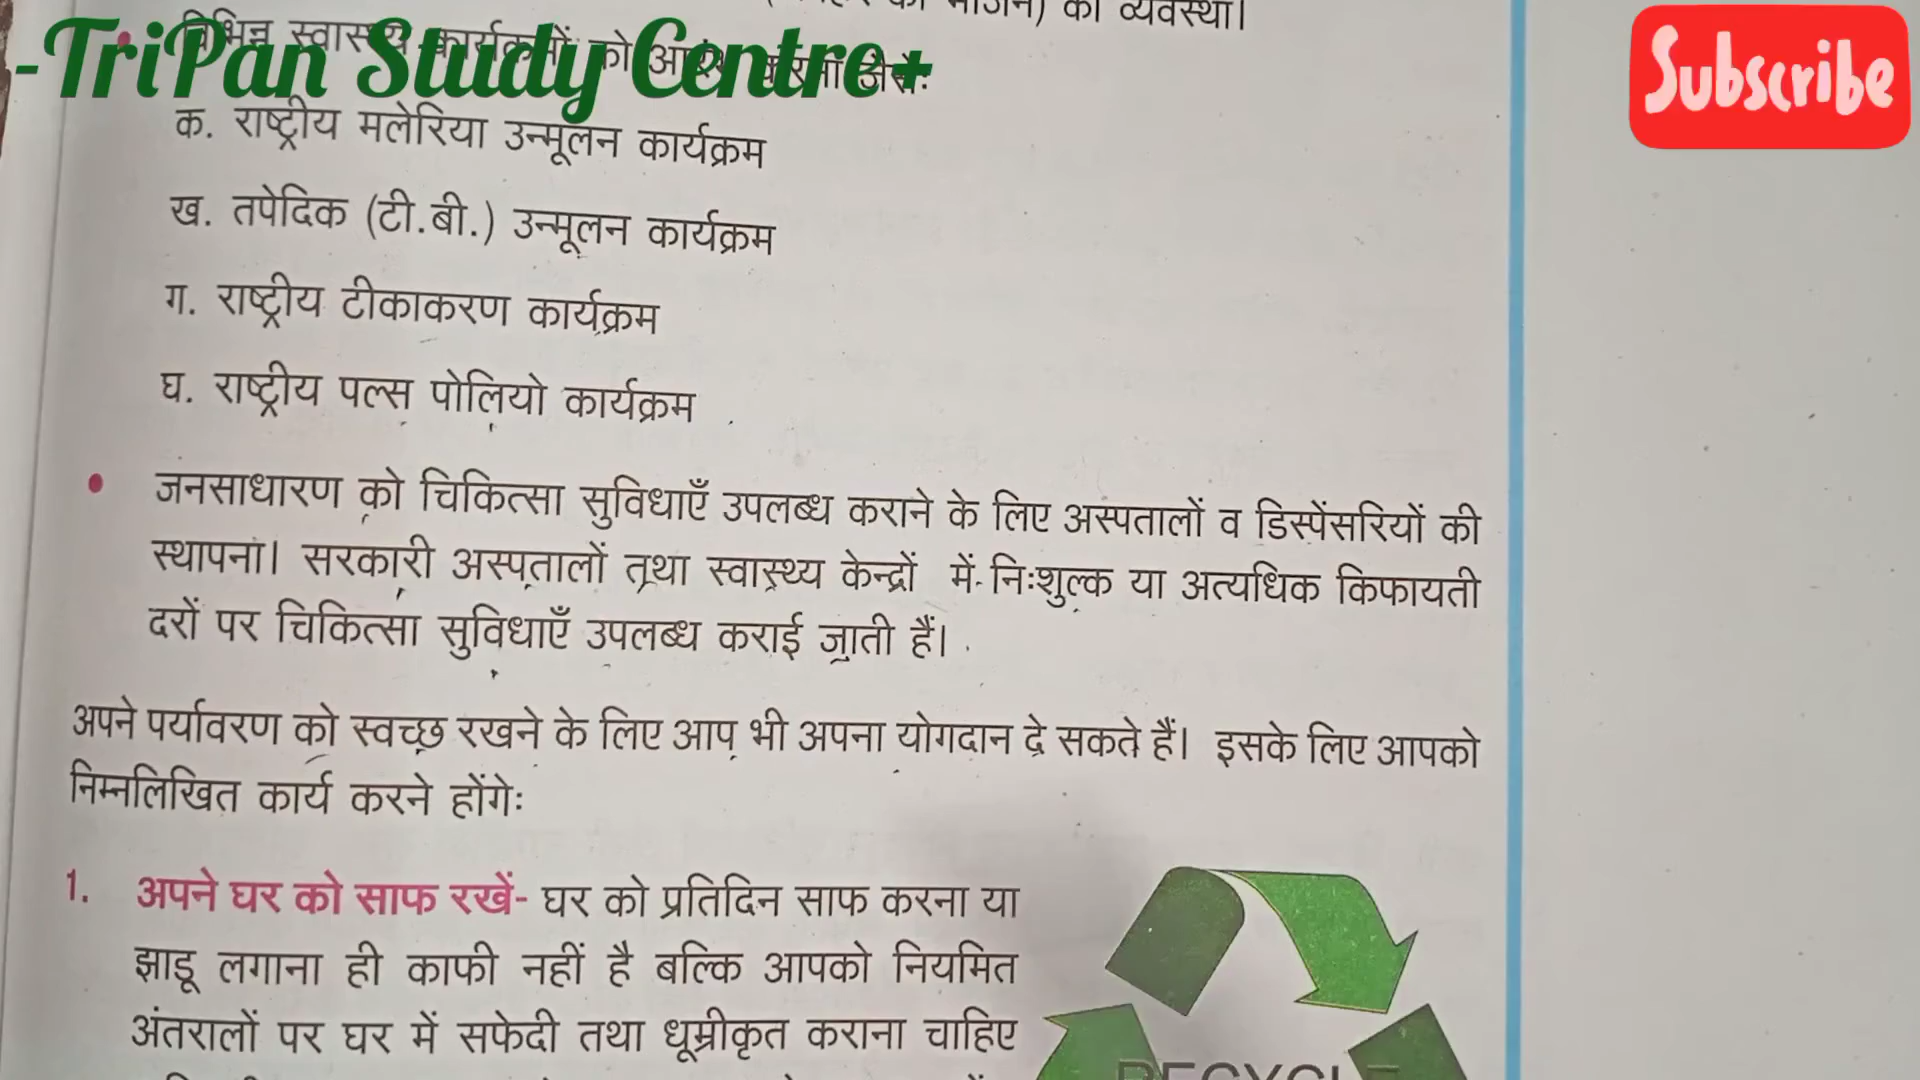 को व्यवस्था।
-TriPan Study Centre+
Subscribe
विभिन्न स्वास्थ्य कार्यक्रमों को
क. राष्ट्रीय मलेरिया उन्मूलन कार्यक्रम
ख. तपेदिक (टी.बी.) उन्मूलन कार्यक्रम
ग. राष्ट्रीय टीकाकरण कार्यक्रम
घ. राष्ट्रीय पल्स पोलियो कार्यक्रम
• जनसाधारण को चिकित्सा सुविधाएँ उपलब्ध कराने के लिए अस्पतालों व डिस्पेंसरियों की
स्थापना। सरकारी अस्पतालों तथा स्वास्थ्य केन्द्रों में निःशुल्क या अत्यधिक किफायती
दरों पर चिकित्सा सुविधाएँ उपलब्ध कराई जाती हैं।
अपने पर्यावरण को स्वच्छ रखने के लिए आप भी अपना योगदान दे सकते हैं। इसके लिए आपको
निम्नलिखित कार्य करने होंगेः
1. अपने घर को साफ रखें- घर को प्रतिदिन साफ करना या
झाडू लगाना ही काफी नहीं है बल्कि आपको नियमित
अंतरालों पर घर में सफेदी तथा धूम्रीकृत कराना चाहिए
RECYCLE